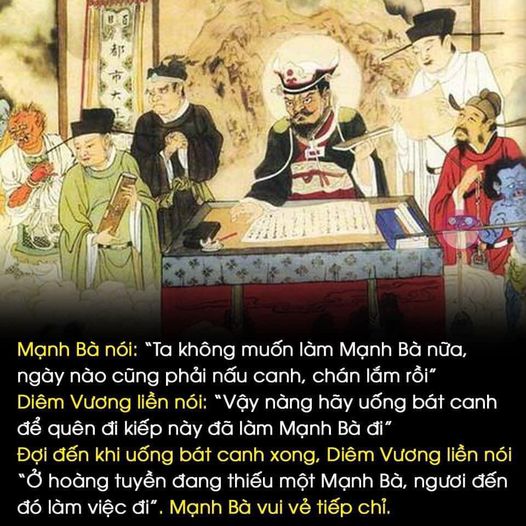 都市大王
Mạnh Bà nói: “Ta không muốn làm Mạnh Bà nữa,
ngày nào cũng phải nấu canh, chán lắm rồi”
Diêm Vương liền nói: “Vậy nàng hãy uống bát canh
để quên đi kiếp này đã làm Mạnh Bà đi”
Đợi đến khi uống bát canh xong, Diêm Vương liền nói
“Ở hoàng tuyền đang thiếu một Mạnh Bà, ngươi đến
đó làm việc đi”. Mạnh Bà vui vẻ tiếp chỉ.